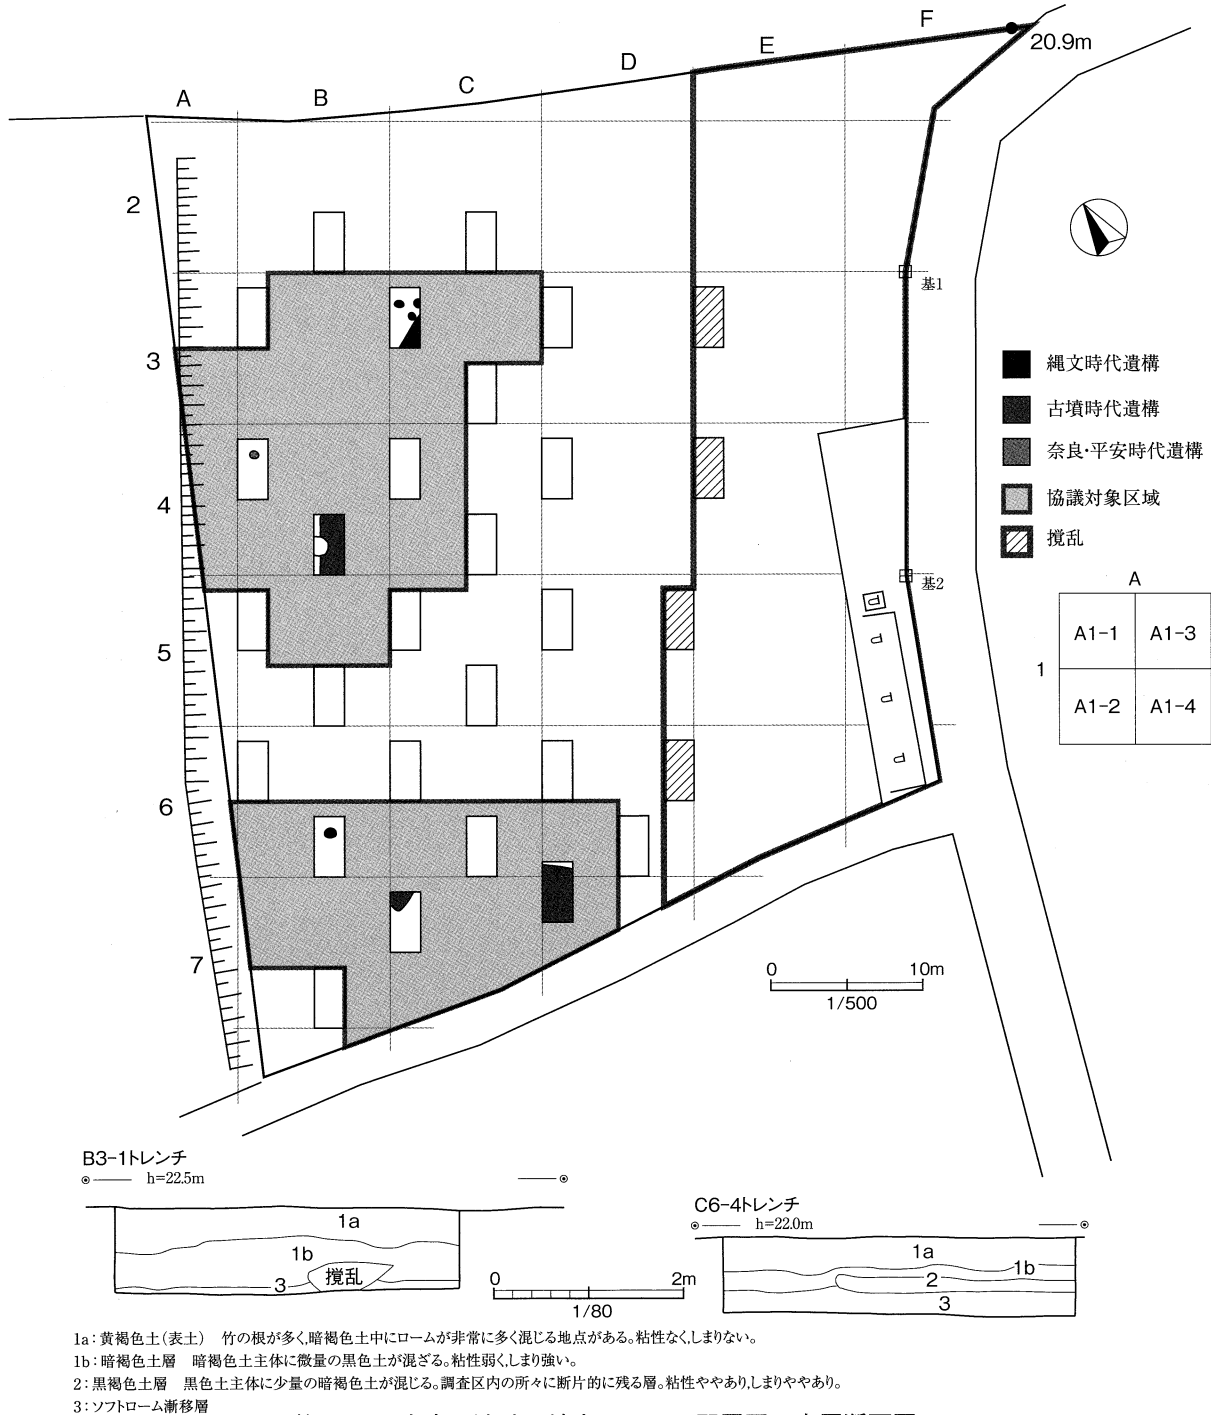 A
B
C
D
E
F
20.9m
2
3
4
5
6
7
基1
基2
縄文時代遺構
古墳時代遺構
奈良・平安時代遺構
協議対象区域
撹乱
A
1
A1-1 A1-3
A1-2 A1-4
0 10m
1/500
B3-1トレンチ
h=22.5m
1a
1b
3
撹乱
0 2m
1/80
C6-4トレンチ
h=22.0m
1a
1b
2
3
1a：黄褐色土（表土） 竹の根が多く,暗褐色土中にロームが非常に多く混じる地点がある。粘性なく,しまりない。
1b：暗褐色土層 暗褐色土主体に微量の黒色土が混ざる。粘性弱く,しまり強い。
2：黒褐色土層 黒色土主体に少量の暗褐色土が混じる。調査区内の所々に断片的に残る層。粘性ややあり,しまりややあり。
3：ソフトローム漸移層